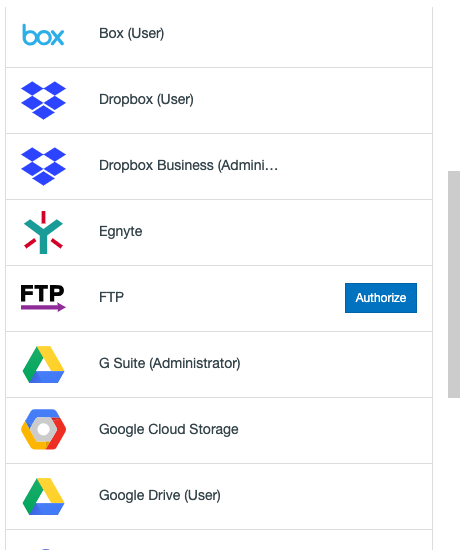 box Box (User)
Dropbox (User)
Dropbox Business (Admini...
Egnyte
FTP FTP Authorize
G Suite (Administrator)
Google Cloud Storage
Google Drive (User)